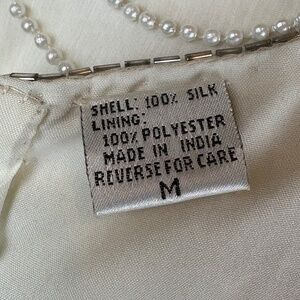 SHELL: 100% SILK
LINING:
100% POLYESTER
MADE IN INDIA
REVERSE FOR CARE
M